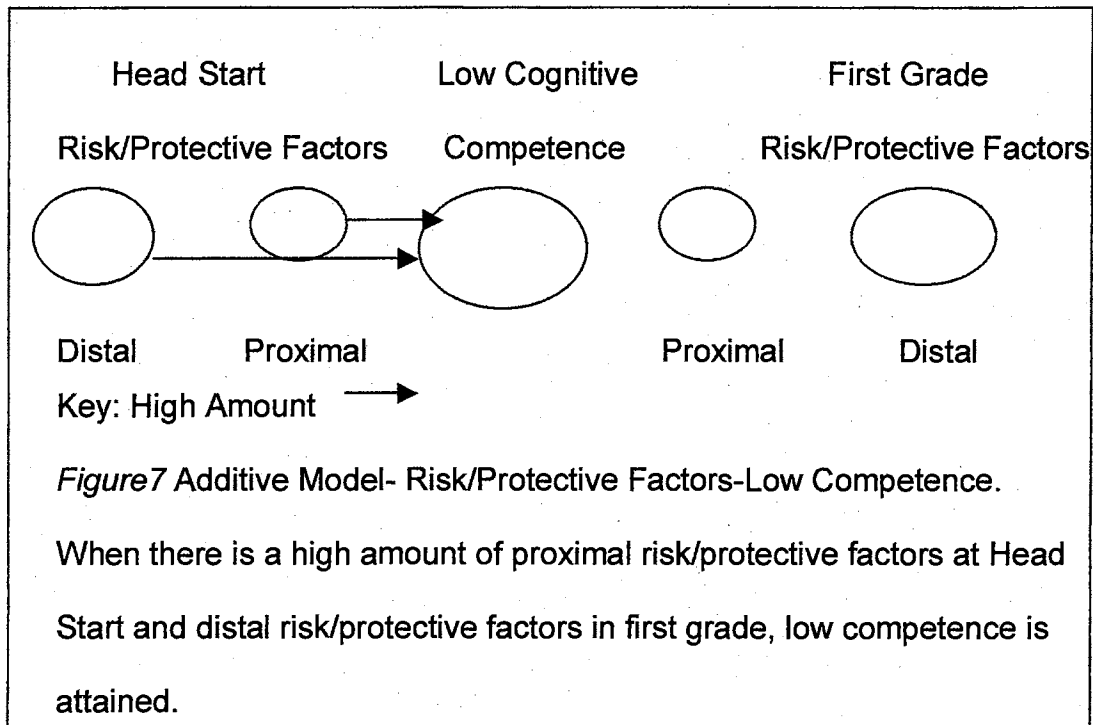 Head Start Low Cognitive First Grade
Risk/Protective Factors Competence Risk/Protective Factors
Distal Proximal Proximal Distal
Key: High Amount
Figure7 Additive Model- Risk/Protective Factors-Low Competence.
When there is a high amount of proximal risk/protective factors at Head
Start and distal risk/protective factors in first grade, low competence is
attained.